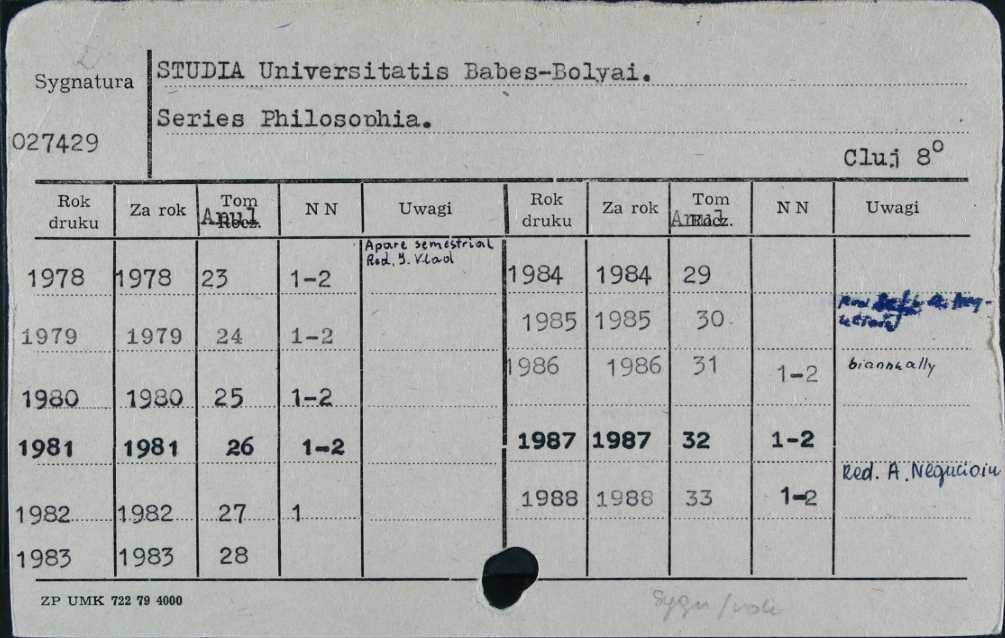 Sygnatura
STUDIA Universitatis Babes-Bolyai.
Series Philosophia.
027429
Cluj 8°
Rok druku Za rok Tom Rocz. Anul N N Uwagi Rok druku Za rok Tom Rocz. Anul N N Uwagi
1978 1978 23 1-2 Apare semestrial 1984 1984 29
Red. I. Vlad
1979 1979 24 1-2 1985 1985 30
1986 1986 31 1-2 biannually
1980 1980 25 1-2
1981 1981 26 1-2 1987 1987 32 1-2
Red. A. Negucioiu
1982 1982 27 1 1988 1988 33 1-2
1983 1983 28
ZP UMK 722 79 4000
Sygn/